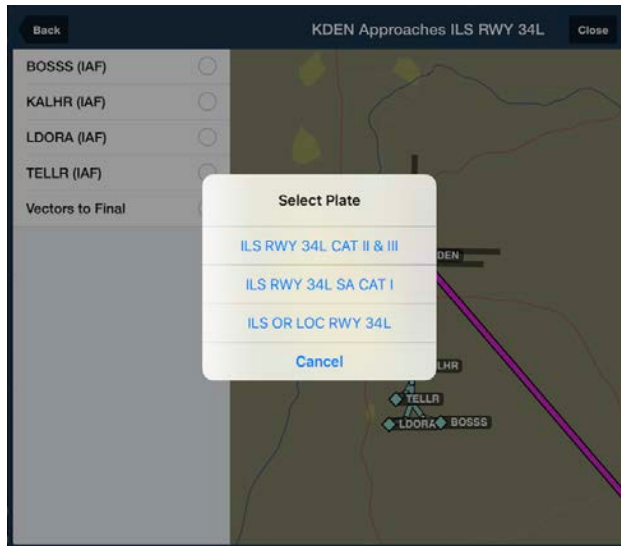 Back
KDEN Approaches ILS RWY 34L
Close
BOSSS (IAF)
KALHR (IAF)
LDORA (IAF)
TELLR (IAF)
Vectors to Final
Select Plate
ILS RWY 34L CAT II & III
ILS RWY 34L SA CAT I
ILS OR LOC RWY 34L
Cancel
DEN
LHR
TELLR
LDORA
BOSSS